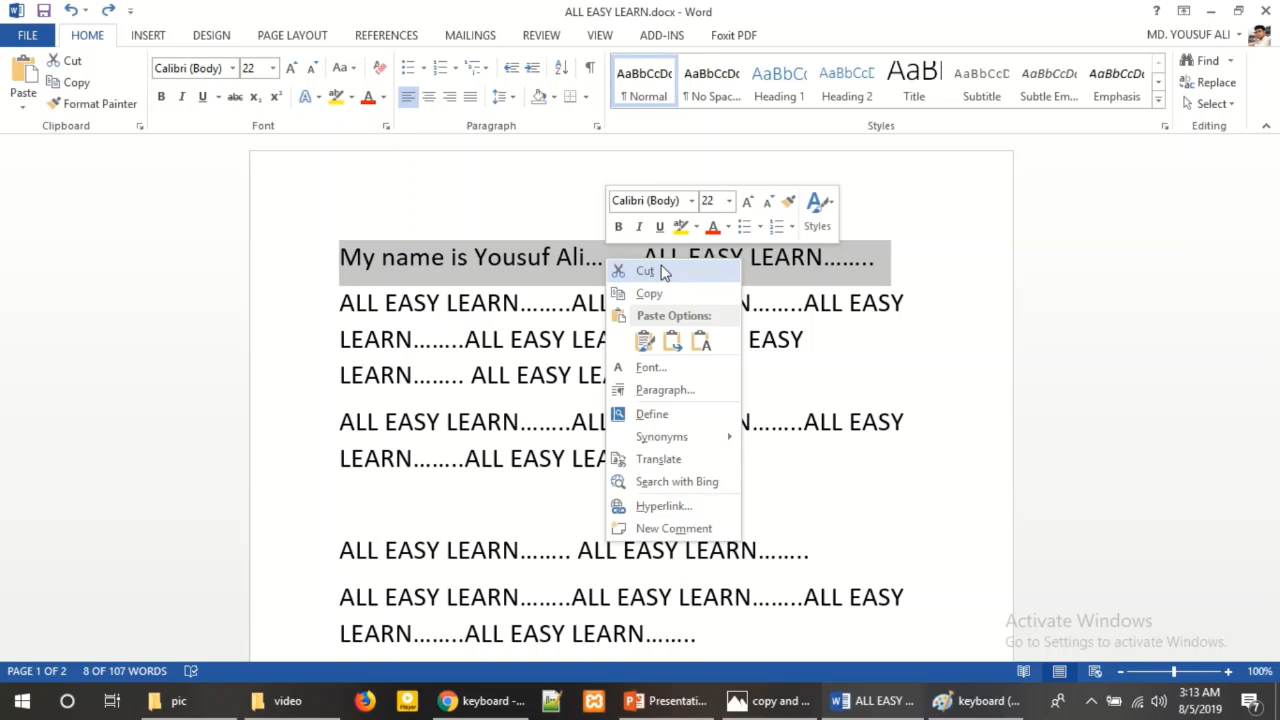 ALL EASY LEARN.docx - Word
FILE HOME INSERT DESIGN PAGE LAYOUT REFERENCES MAILINGS REVIEW VIEW ADD-INS Foxit PDF MD. YOUSUF ALI
Cut
Copy
Format Painter
Paste
Calibri (Body) 22
AaBbCcDc AaBbCcDc AaBbCc AaBbCcC AaBl AaBbCcD AaBbCcDc AaBbCcDc
¶ Normal ¶ No Spac... Heading 1 Heading 2 Title Subtitle Subtle Em... Emphasis
Find
Replace
Select
Clipboard Font Paragraph Styles Editing
Calibri (Body) 22
Styles
My name is Yousuf Ali... ALL EASY LEARN……..
Cut
Copy
Paste Options:
Font...
Paragraph...
Define
Synonyms
Translate
Search with Bing
Hyperlink...
New Comment
ALL EASY LEARN……..ALL N……..ALL EASY
LEARN……..ALL EASY LEA EASY
LEARN…….. ALL EASY LE
ALL EASY LEARN……..ALL N……..ALL EASY
LEARN……..ALL EASY LEA
ALL EASY LEARN…….. ALL EASY LEARN……..
ALL EASY LEARN……..ALL EASY LEARN……..ALL EASY
LEARN……..ALL EASY LEARN……..
Activate Windows
Go to Settings to activate Windows.
PAGE 1 OF 2 8 OF 107 WORDS 100%
pic video keyboard -... Presentati... copy and ... ALL EASY ... keyboard (... 3:13 AM
8/5/2019